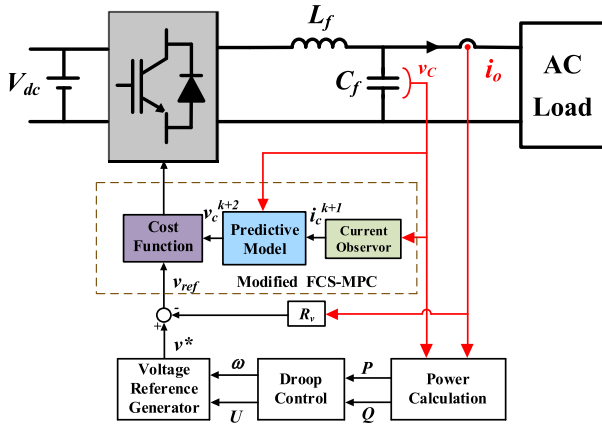 L_f
V_dc
C_f
v_C
i_o
AC
Load
v_c^{k+2}
i_c^{k+1}
Cost
Function
Predictive
Model
Current
Observor
Modified FCS-MPC
v_ref
-
+
R_v
v*
Voltage
Reference
Generator
ω
U
Droop
Control
P
Q
Power
Calculation